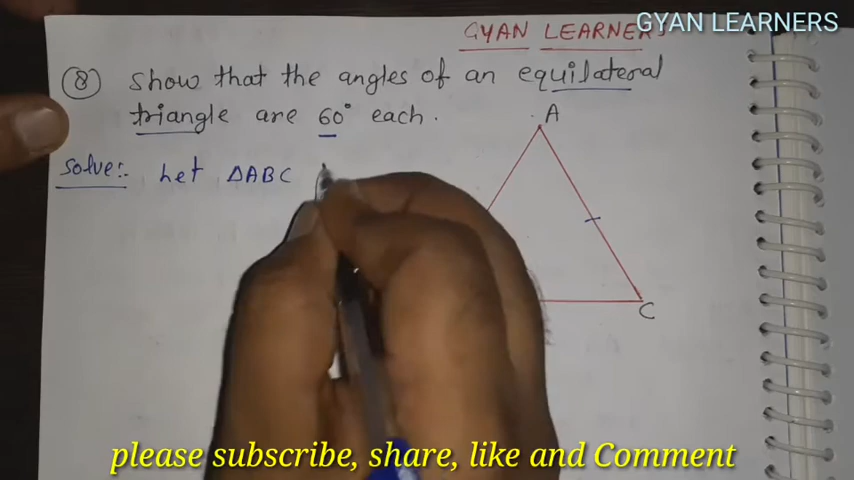 GYAN LEARNERS
GYAN LEARNERS
⑧ Show that the angles of an equilateral
triangle are 60° each.
A
Solve:- Let ΔABC
C
please subscribe, share, like and Comment